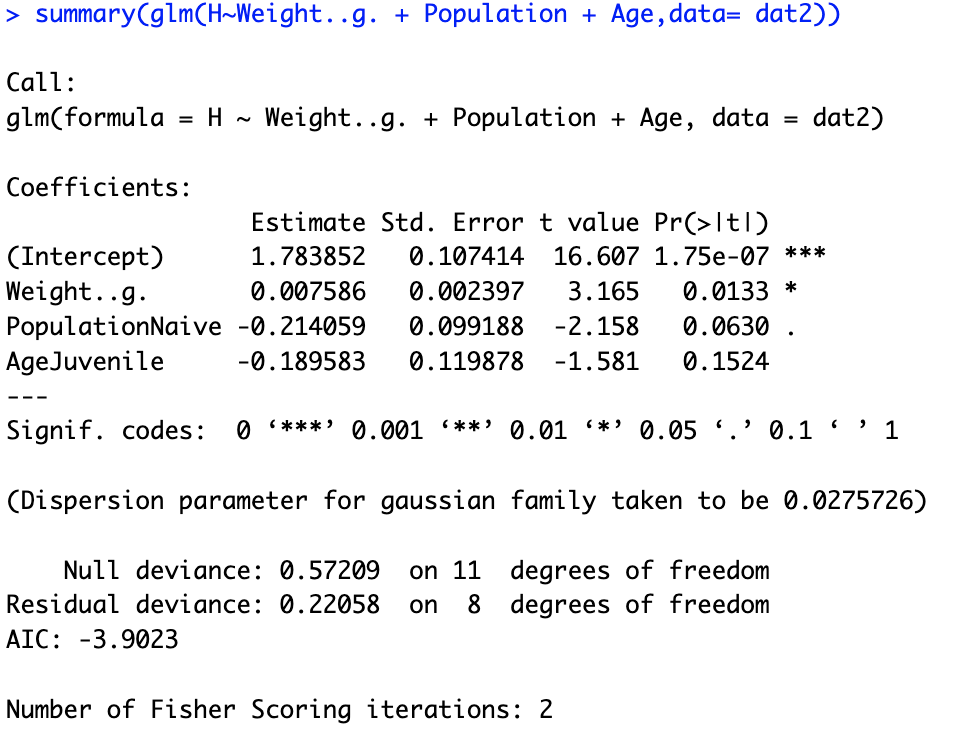 > summary(glm(H~Weight..g. + Population + Age,data= dat2))

Call:
glm(formula = H ~ Weight..g. + Population + Age, data = dat2)

Coefficients:
                 Estimate Std. Error t value Pr(>|t|)
(Intercept)      1.783852   0.107414  16.607 1.75e-07 ***
Weight..g.       0.007586   0.002397   3.165   0.0133 *
PopulationNaive -0.214059   0.099188  -2.158   0.0630 .
AgeJuvenile     -0.189583   0.119878  -1.581   0.1524
---
Signif. codes:  0 ‘***’ 0.001 ‘**’ 0.01 ‘*’ 0.05 ‘.’ 0.1 ‘ ’ 1

(Dispersion parameter for gaussian family taken to be 0.0275726)

    Null deviance: 0.57209  on 11  degrees of freedom
Residual deviance: 0.22058  on  8  degrees of freedom
AIC: -3.9023

Number of Fisher Scoring iterations: 2